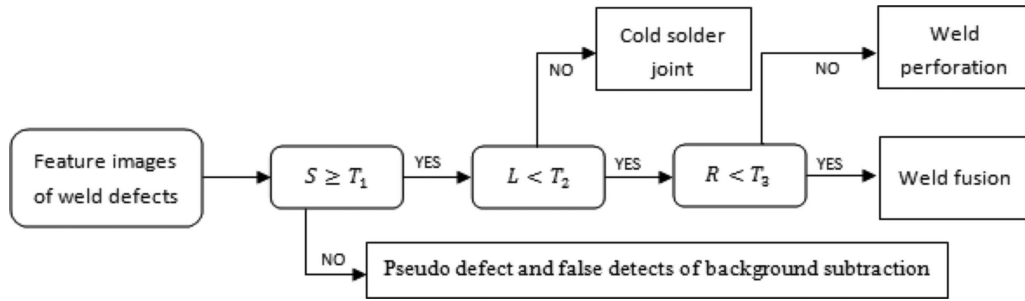 Cold solder
joint
Weld
perforation
NO
NO
Feature images
of weld defects
S ≥ T₁
YES
L < T₂
YES
R < T₃
YES
Weld fusion
NO
Pseudo defect and false detects of background subtraction